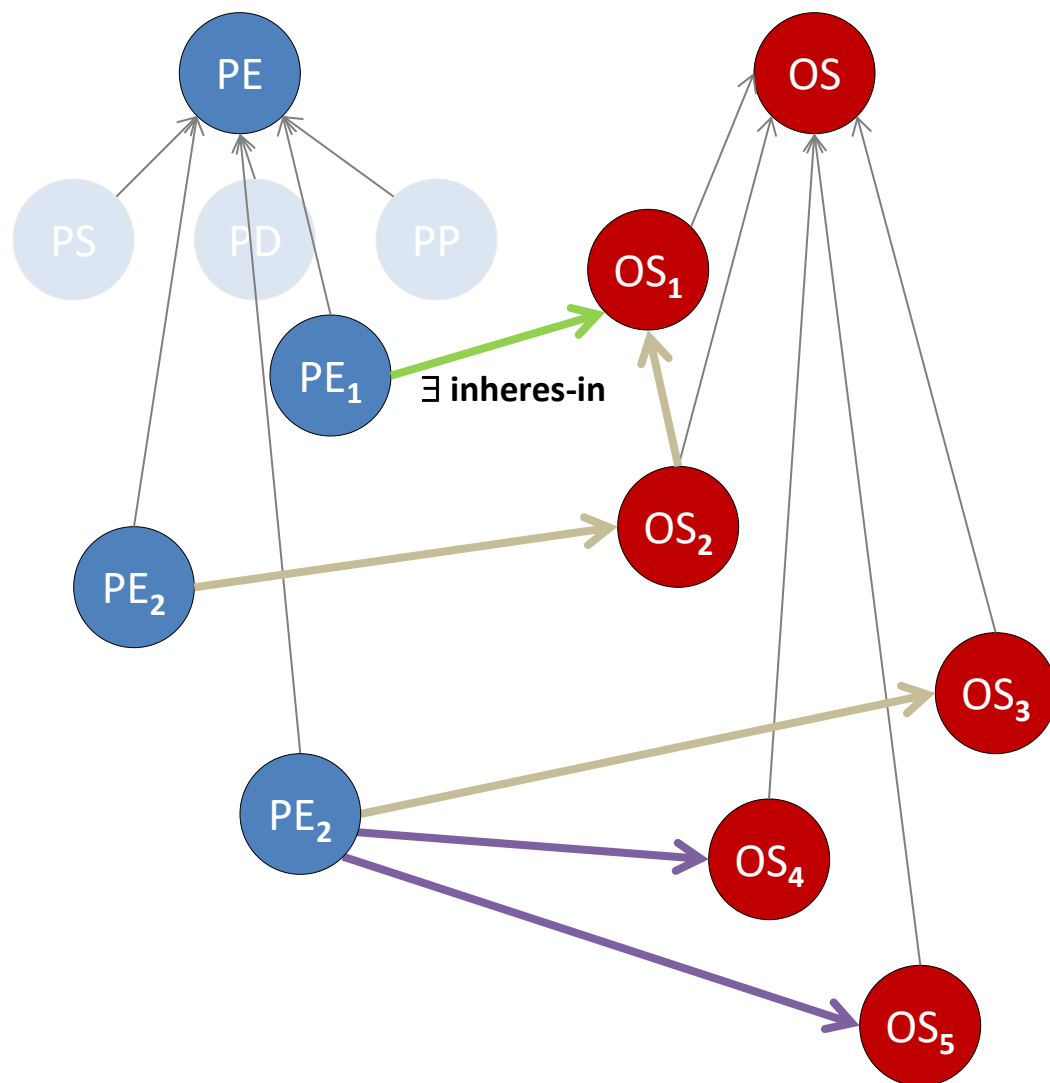 PE
OS
PS
PD
PP
OS₁
PE₁
∃ inheres-in
OS₂
PE₂
OS₃
PE₂
OS₄
OS₅